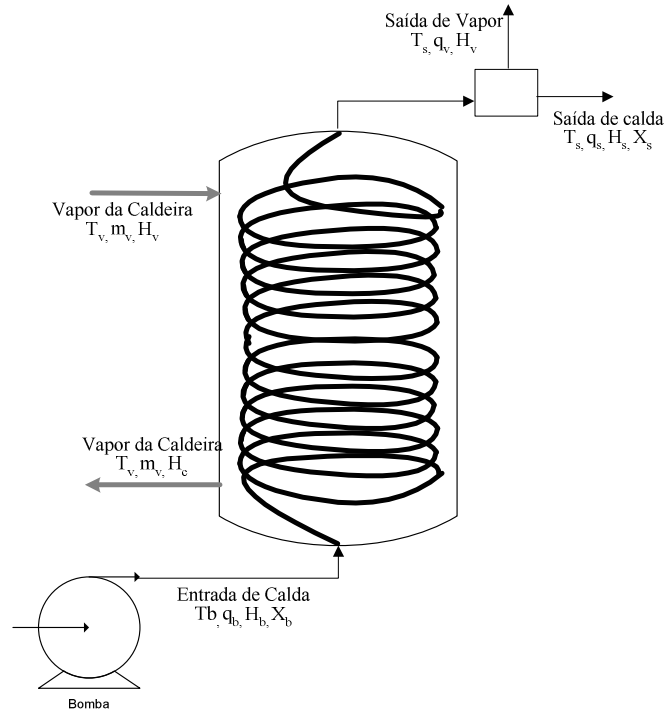 Saída de Vapor
Ts, qv, Hv
Saída de calda
Ts, qs, Hs, Xs
Vapor da Caldeira
Tv, mv, Hv
Vapor da Caldeira
Tv, mv, Hc
Entrada de Calda
Tb, qb, Hb, Xb
Bomba